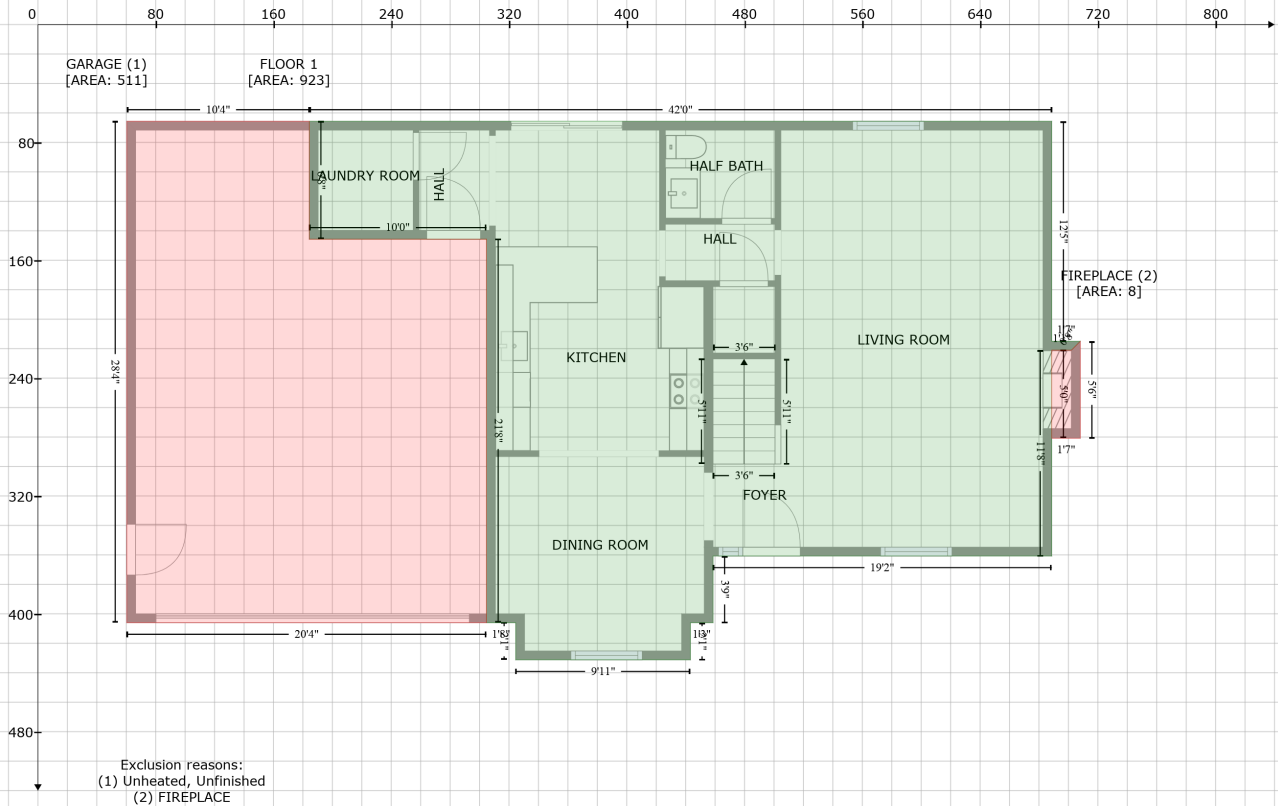 0 80 160 240 320 400 480 560 640 720 800
GARAGE (1)
[AREA: 511]
FLOOR 1
[AREA: 923]
10'4"
42'0"
80
LAUNDRY ROOM
HALL
HALF BATH
10'0"
HALL
12'5"
160
FIREPLACE (2)
[AREA: 8]
1'7"
3'6"
LIVING ROOM
KITCHEN
28'4"
240
5'11"
5'11"
5'0"
5'6"
21'8"
11'8"
1'7"
3'6"
320
FOYER
DINING ROOM
19'2"
3'9"
400
20'4"
1'8"
9'11"
480
Exclusion reasons:
(1) Unheated, Unfinished
(2) FIREPLACE